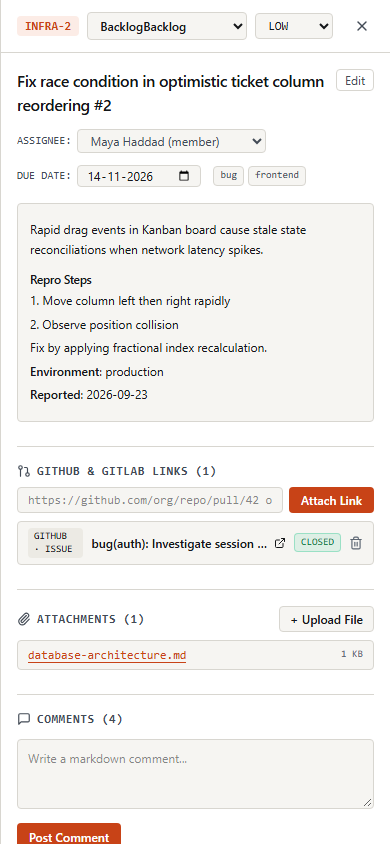 INFRA-2 BacklogBacklog LOW
Fix race condition in optimistic ticket column
reordering #2
Edit
ASSIGNEE: Maya Haddad (member)
DUE DATE: 14-11-2026 bug frontend
Rapid drag events in Kanban board cause stale state
reconciliations when network latency spikes.
Repro Steps
1. Move column left then right rapidly
2. Observe position collision
Fix by applying fractional index recalculation.
Environment: production
Reported: 2026-09-23
GITHUB & GITLAB LINKS (1)
https://github.com/org/repo/pull/42 o
Attach Link
GITHUB
· ISSUE
bug(auth): Investigate session ...
CLOSED
ATTACHMENTS (1)
+ Upload File
database-architecture.md 1 KB
COMMENTS (4)
Write a markdown comment...
Post Comment